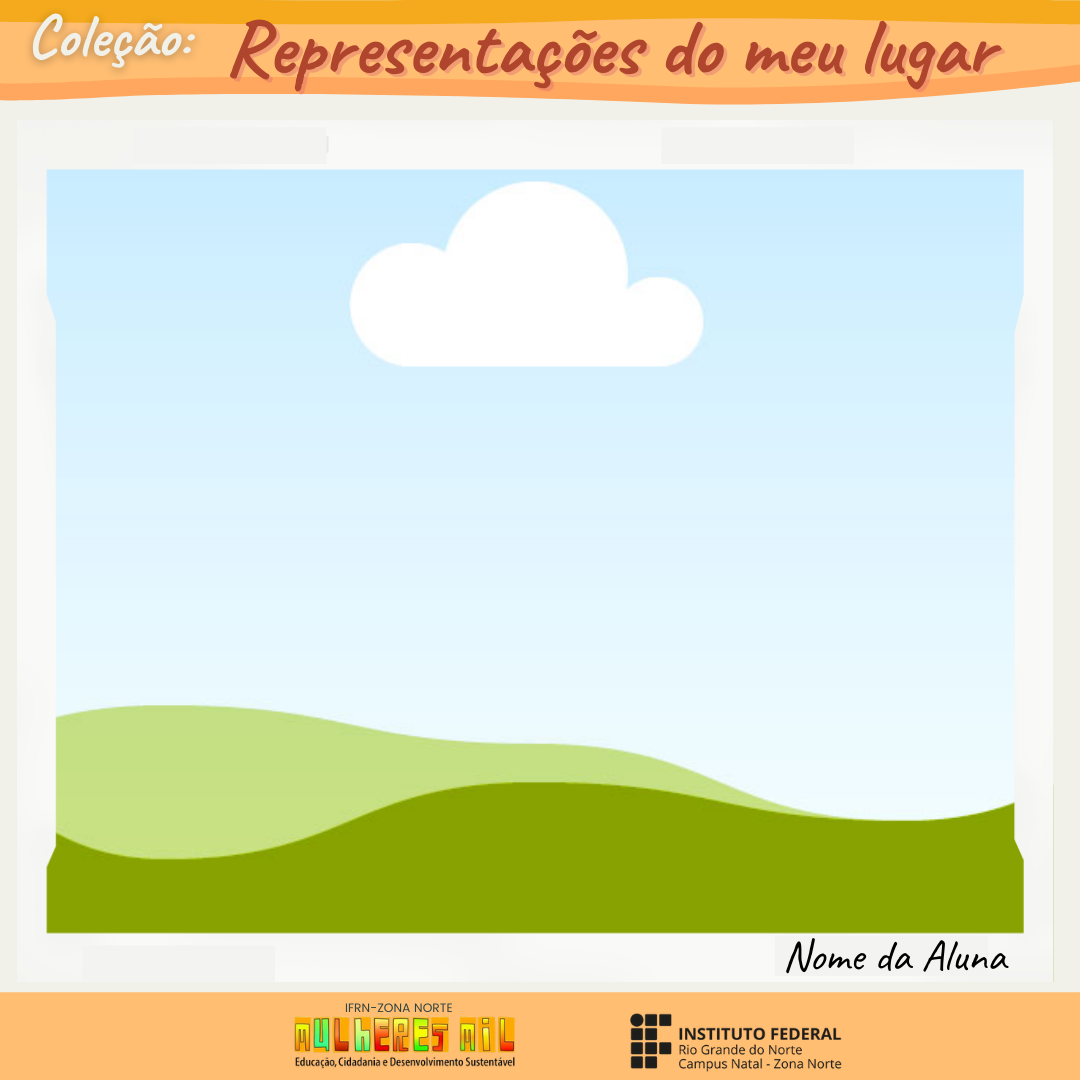 Coleção: Representações do meu lugar
Nome da Aluna
IFRN-ZONA NORTE
MULHERES MIL
Educação, Cidadania e Desenvolvimento Sustentável
INSTITUTO FEDERAL
Rio Grande do Norte
Campus Natal - Zona Norte